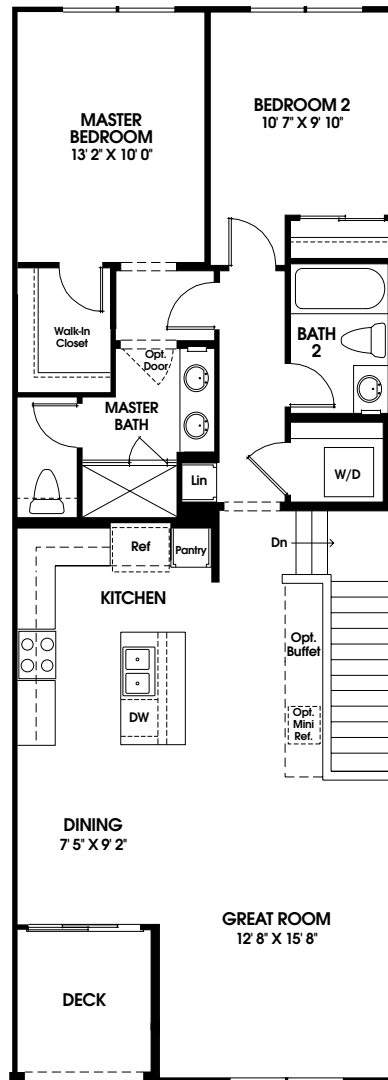 MASTER
BEDROOM
13' 2" X 10' 0"
BEDROOM 2
10' 7" X 9' 10"
Walk-In
Closet
Opt.
Door
BATH
2
MASTER
BATH
Lin
W/D
Ref
Pantry
Dn
KITCHEN
Opt.
Buffet
DW
Opt.
Mini
Ref.
DINING
7' 5" X 9' 2"
GREAT ROOM
12' 8" X 15' 8"
DECK